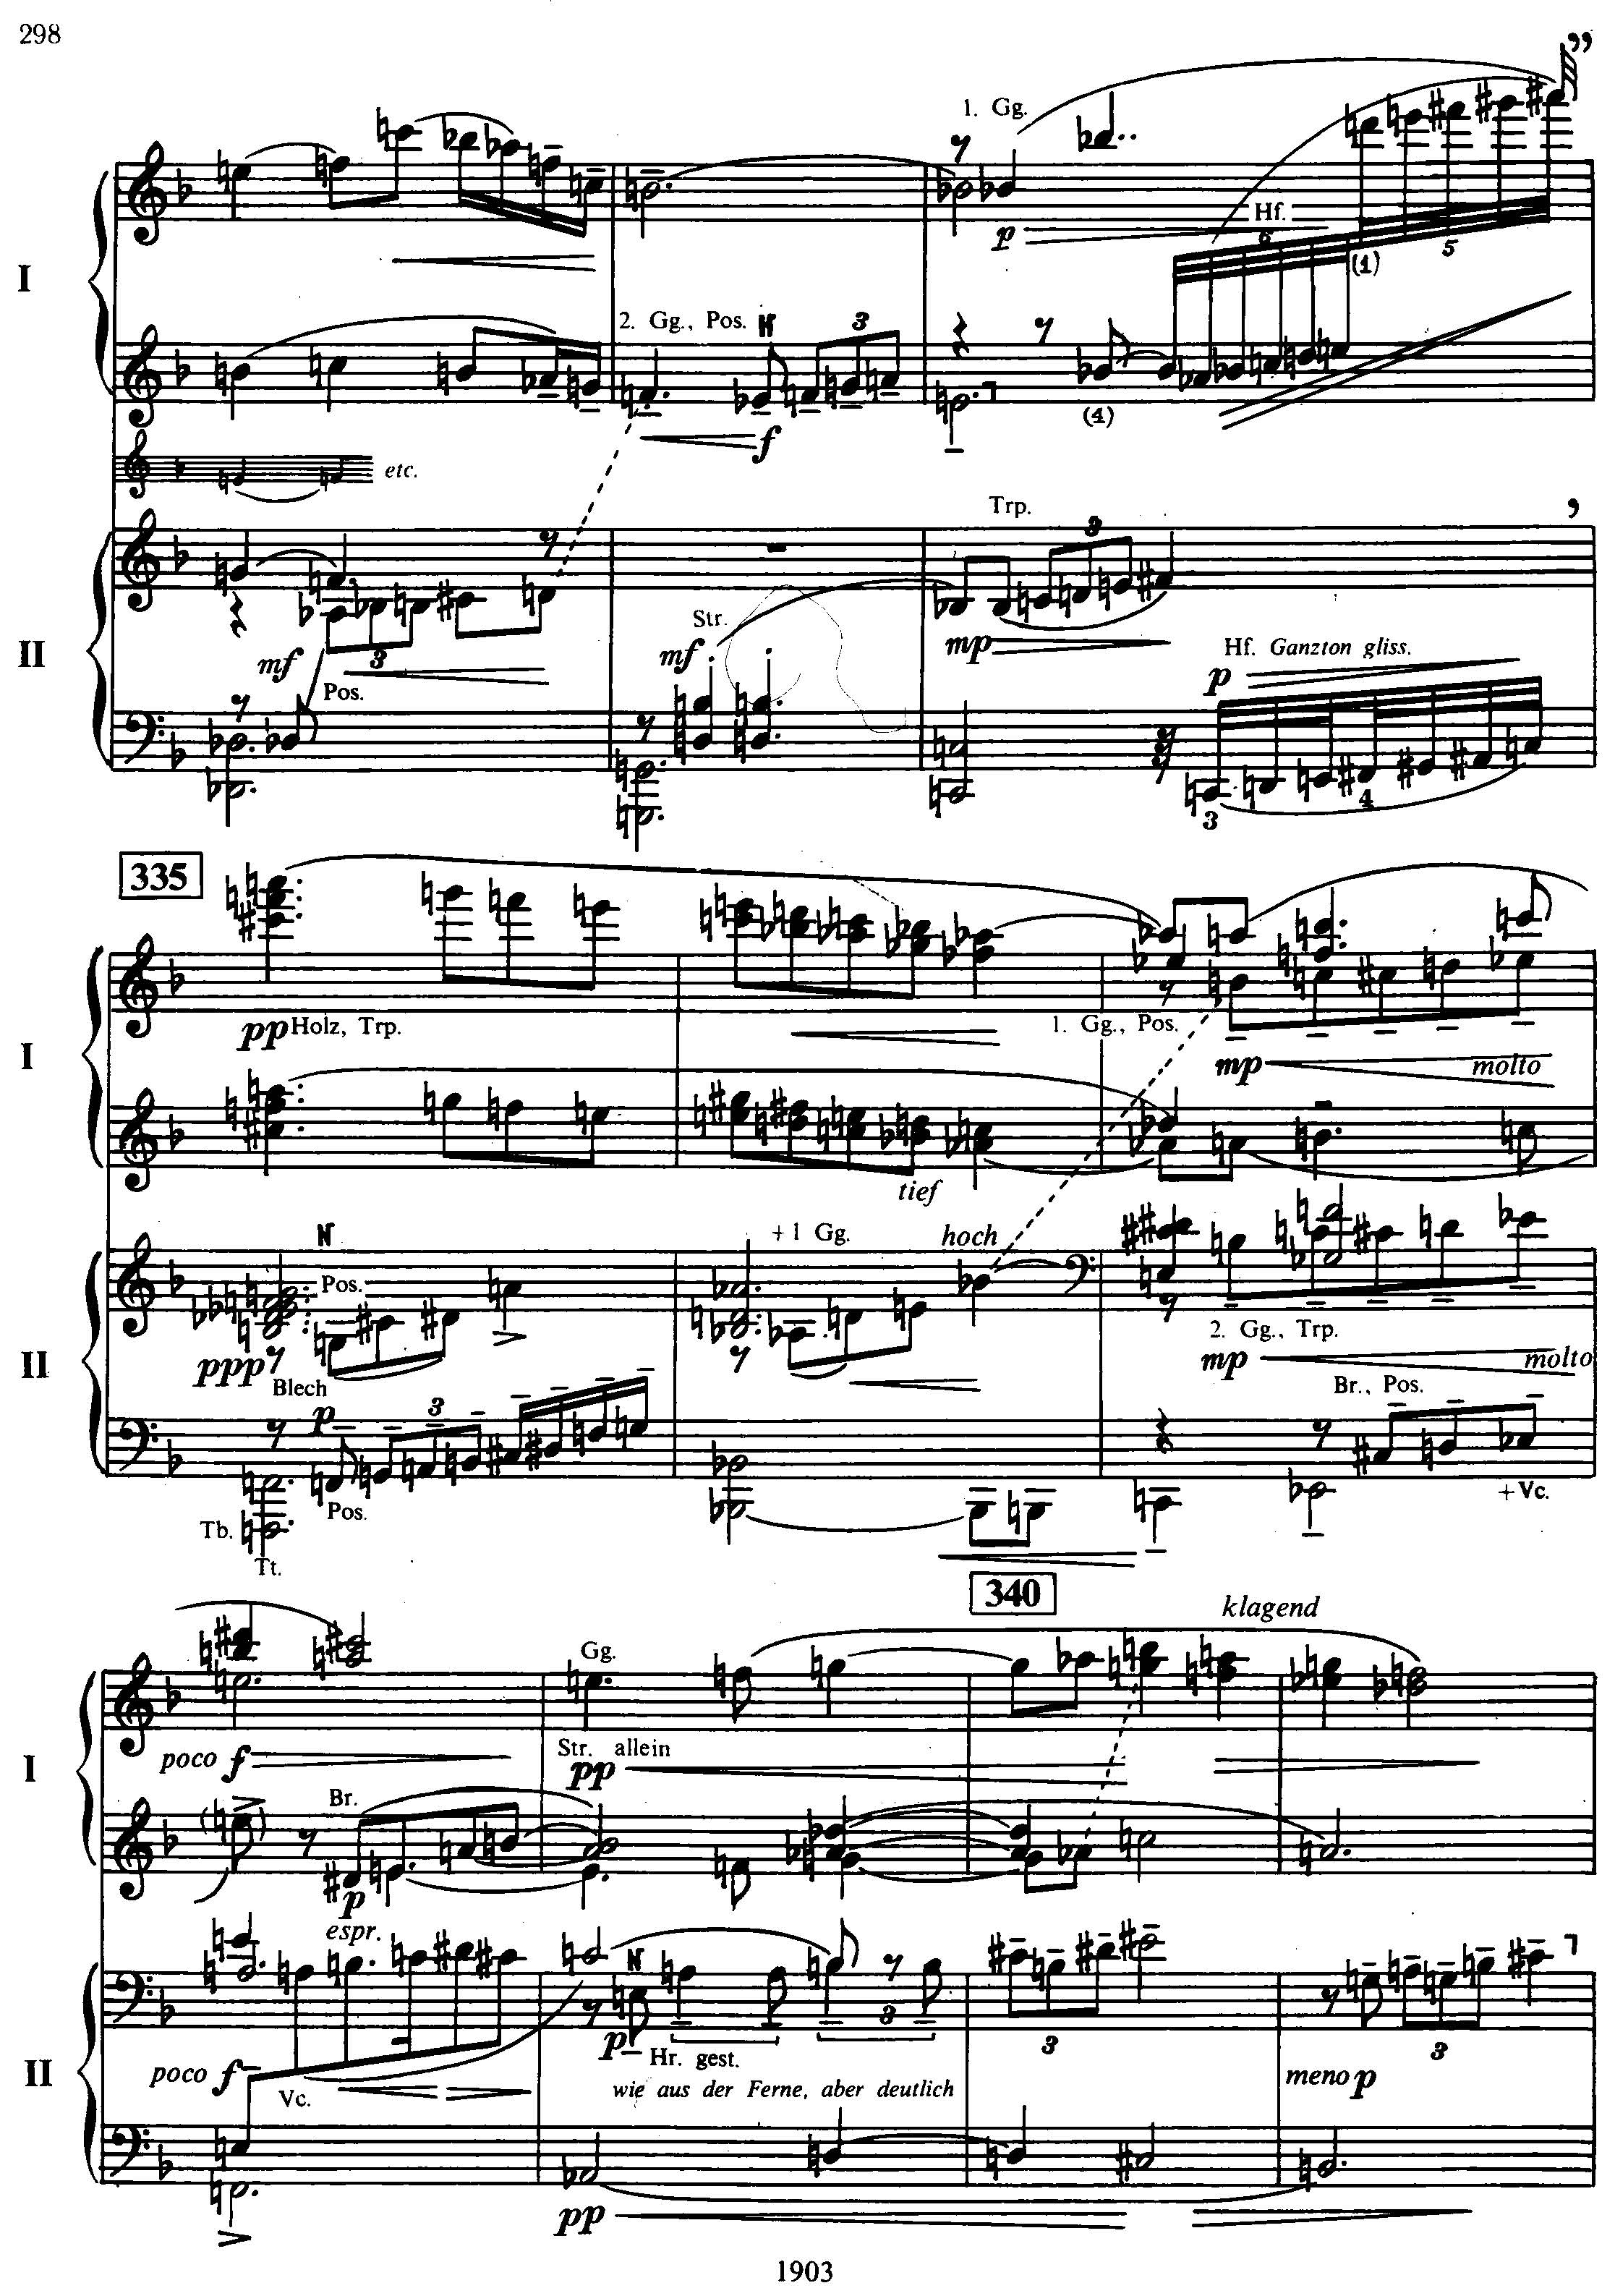 298
1. Gg.
p
Hf.
6
5
(1)
I
2. Gg., Pos.
3
f
(4)
etc.
Trp.
3
Str.
mf
mp
II
mf
3
Pos.
Hf. Ganzton gliss.
p
3
4
335
pp Holz, Trp.
1. Gg., Pos.
I
mp
molto
tief
+1 Gg.
hoch
Pos.
2. Gg., Trp.
II
ppp
mp
molto
Blech
Br., Pos.
p
3
+Vc.
Tb.
Pos.
Tt.
340
klagend
Gg.
poco f
Str. allein
I
pp
Br.
p
espr.
3
p
3
3
Hr. gest.
II
poco f
meno p
Vc.
wie aus der Ferne, aber deutlich
pp
1903